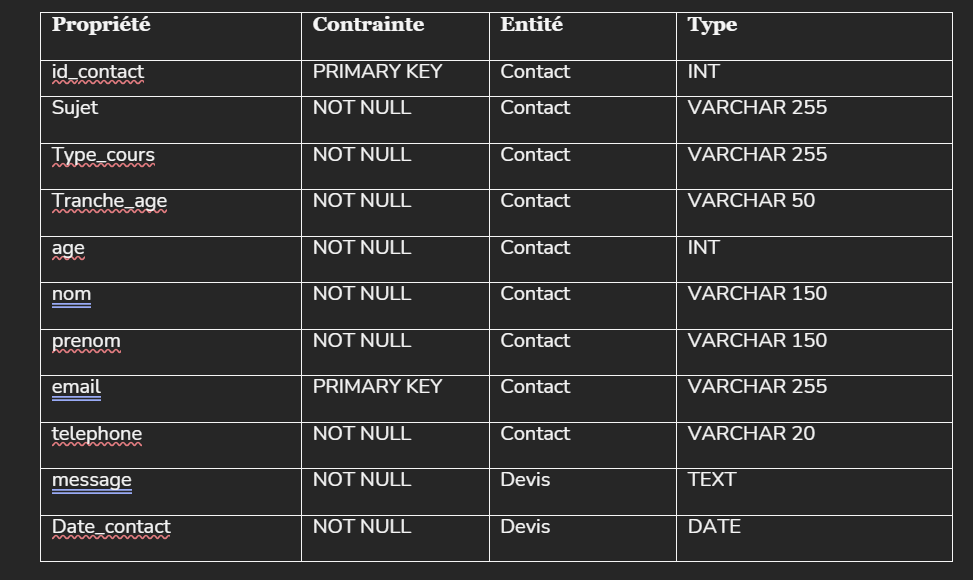 Propriété Contrainte Entité Type
id_contact PRIMARY KEY Contact INT
Sujet NOT NULL Contact VARCHAR 255
Type_cours NOT NULL Contact VARCHAR 255
Tranche_age NOT NULL Contact VARCHAR 50
age NOT NULL Contact INT
nom NOT NULL Contact VARCHAR 150
prenom NOT NULL Contact VARCHAR 150
email PRIMARY KEY Contact VARCHAR 255
telephone NOT NULL Contact VARCHAR 20
message NOT NULL Devis TEXT
Date_contact NOT NULL Devis DATE